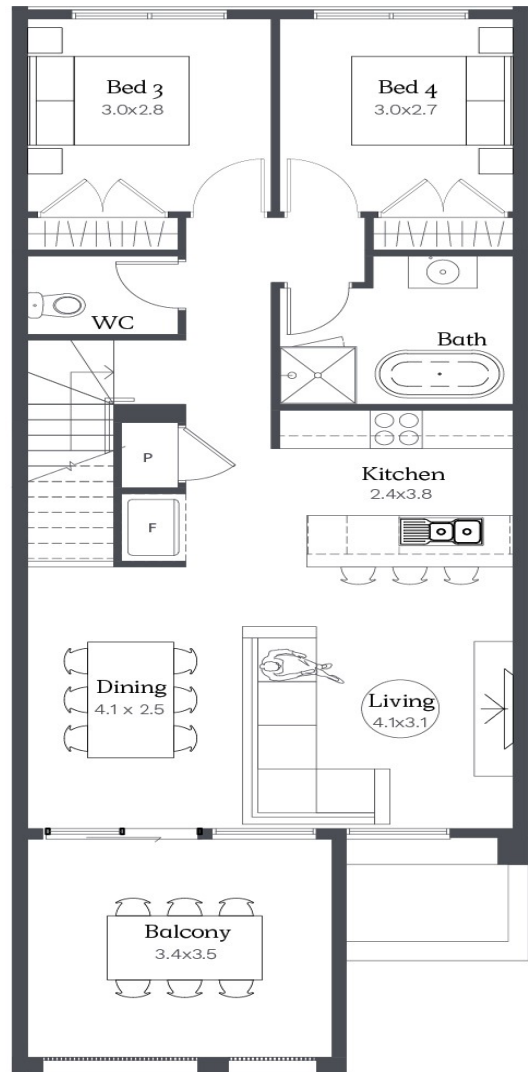 Bed 3
3.0x2.8
Bed 4
3.0x2.7
WC
Bath
P
Kitchen
2.4x3.8
F
Dining
4.1 x 2.5
Living
4.1x3.1
Balcony
3.4x3.5